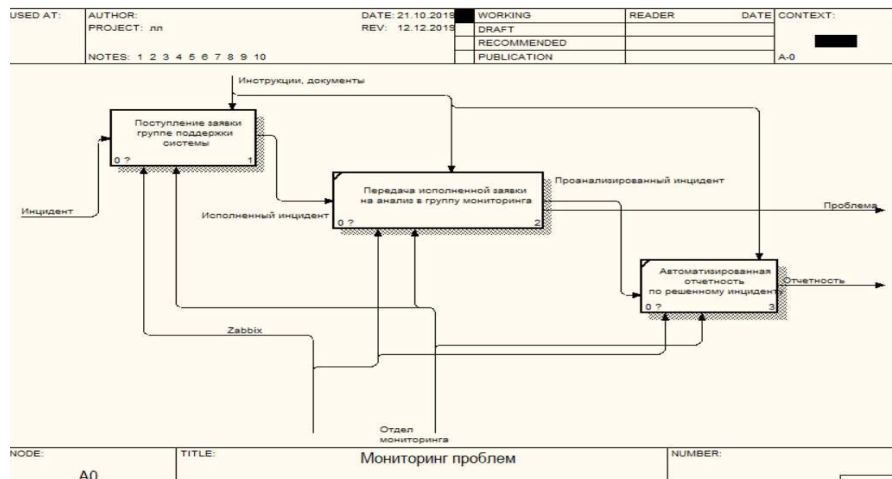 USED AT:
AUTHOR:
DATE: 21.10.2019
WORKING
READER
DATE
CONTEXT:
PROJECT: лл
REV: 12.12.2019
DRAFT
RECOMMENDED
NOTES: 1 2 3 4 5 6 7 8 9 10
PUBLICATION
A-0
Инструкции, документы
Поступление заявки
группе поддержки
системы
0 ?
1
Инцидент
Исполненный инцидент
Передача исполненной заявки
на анализ в группу мониторинга
0 ?
2
Проанализированный инцидент
Проблема
Автоматизированная
отчетность
по решенному инциденту
0 ?
3
Отчетность
Zabbix
Отдел
мониторинга
NODE:
A0
TITLE:
Мониторинг проблем
NUMBER: